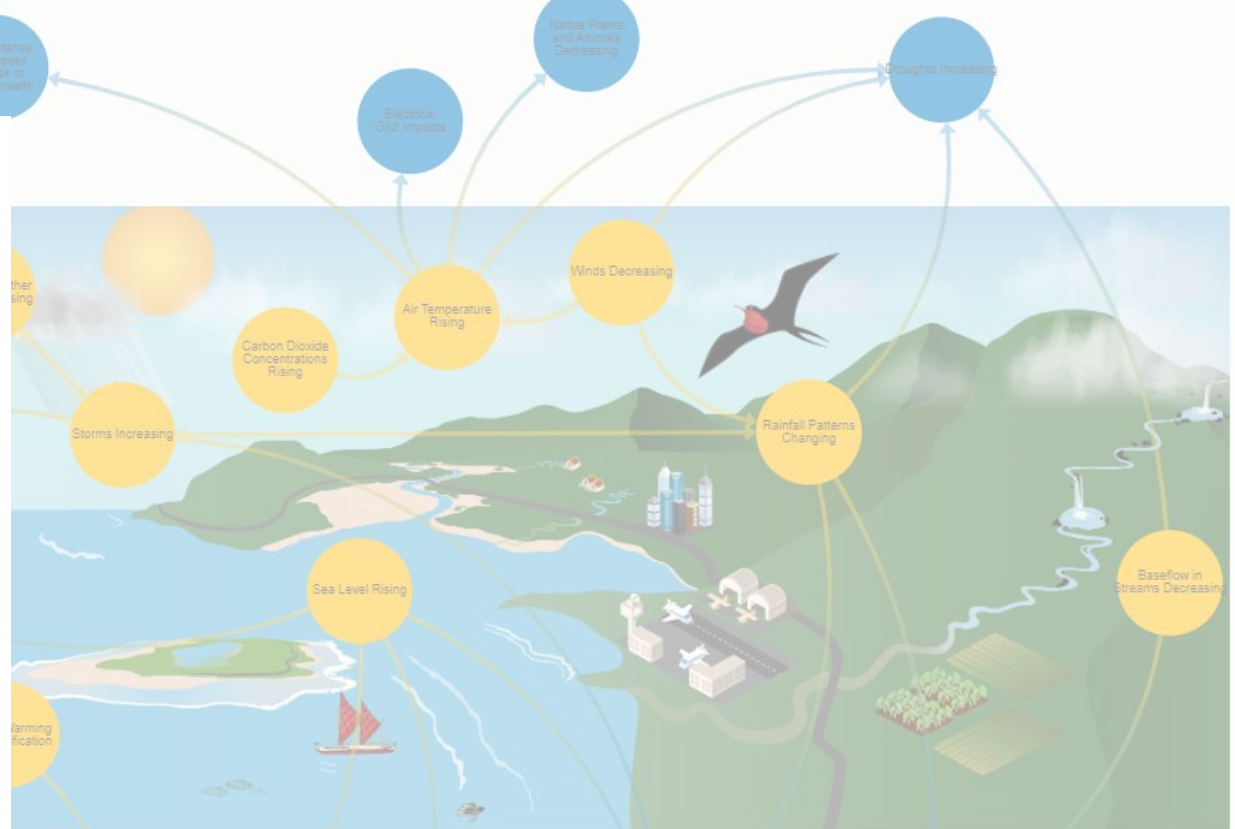 Native Plants
and Animals
Decreasing
Droughts Increasing
Electrical
Grid Impacts
Winds Decreasing
Air Temperature
Rising
Carbon Dioxide
Concentrations
Rising
Storms Increasing
Rainfall Patterns
Changing
Sea Level Rising
Baseflow in
Streams Decreasing